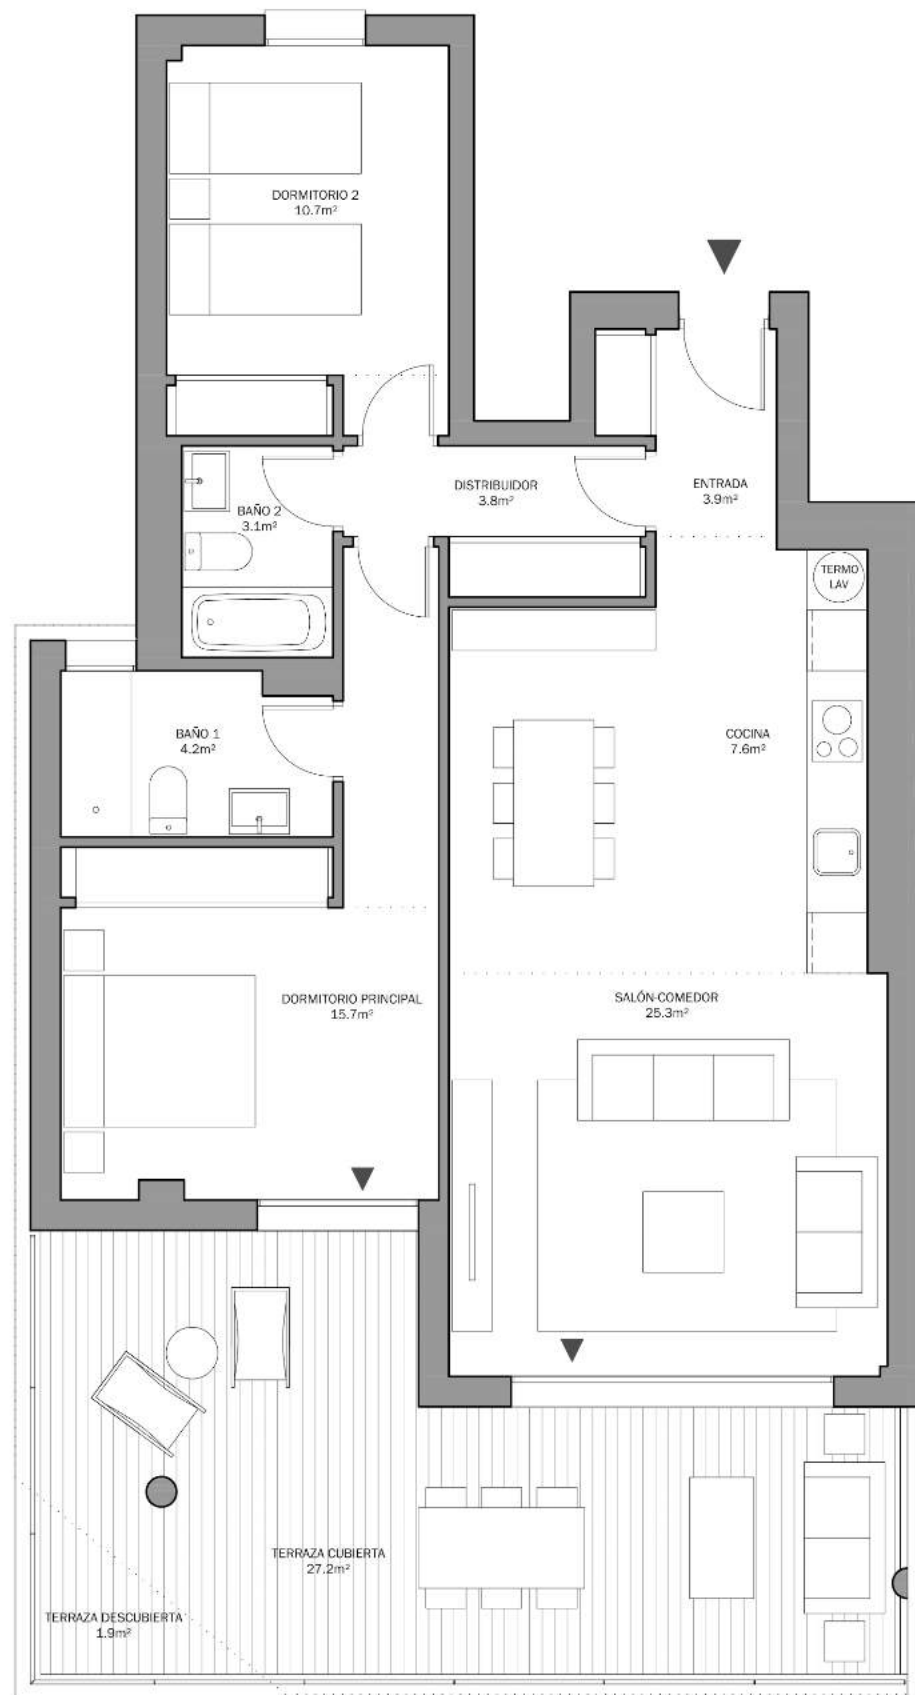 DORMITORIO 2
10.7m²
DISTRIBUIDOR
3.8m²
ENTRADA
3.9m²
BAÑO 2
3.1m²
TERMO
LAV
BAÑO 1
4.2m²
COCINA
7.6m²
DORMITORIO PRINCIPAL
15.7m²
SALÓN-COMEDOR
25.3m²
TERRAZA CUBIERTA
27.2m²
TERRAZA DESCUBIERTA
1.9m²